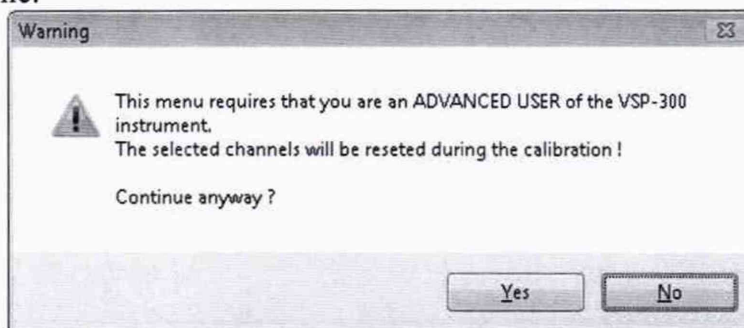 Warning
This menu requires that you are an ADVANCED USER of the VSP-300
instrument.
The selected channels will be reseted during the calibration !
Continue anyway ?
Yes
No